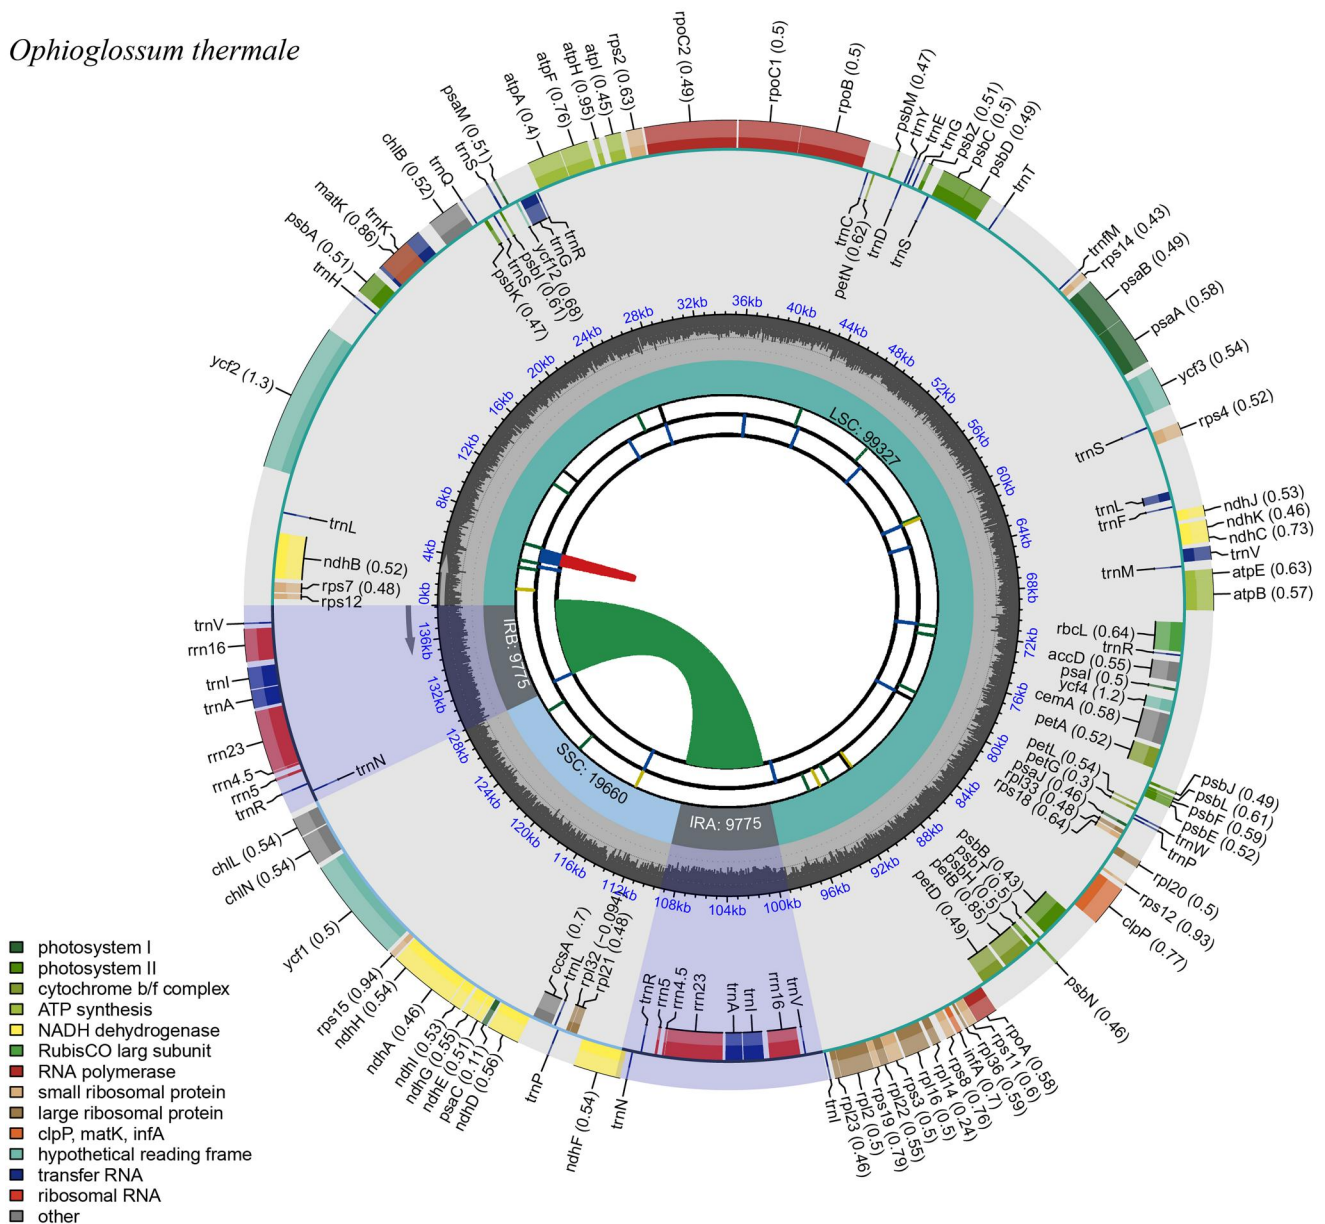 Ophioglossum thermale
rpoC2 (0.49)
rpoC1 (0.5)
rpoB (0.5)
rps2 (0.63)
atpI (0.45)
atpH (0.95)
atpF (0.76)
atpA (0.4)
psaM (0.51)
trnS
trnQ
chlB (0.52)
trnK
matK (0.86)
psbA (0.51)
trnH
ycf2 (1.3)
psbM (0.47)
trnY
trnE
trnG
psbZ (0.51)
psbC (0.5)
psbD (0.49)
trnT
trnfM
rps14 (0.43)
psaB (0.49)
psaA (0.58)
ycf3 (0.54)
rps4 (0.52)
trnR
trnG
ycf12 (0.68)
psbI (0.61)
trnS
psbK (0.47)
trnC
petN (0.62)
trnD
trnS
trnS
trnL
trnF
ndhJ (0.53)
ndhK (0.46)
ndhC (0.73)
trnV
trnM
atpE (0.63)
atpB (0.57)
rbcL (0.64)
trnR
accD (0.55)
psaI (0.5)
ycf4 (1.2)
cemA (0.58)
petA (0.52)
petL (0.54)
petG (0.3)
psaJ (0.46)
rpl33 (0.48)
rps18 (0.64)
psbJ (0.49)
psbL (0.61)
psbF (0.59)
psbE (0.52)
trnW
trnP
rpl20 (0.5)
rps12 (0.93)
clpP (0.77)
psbB (0.43)
psbT (0.5)
psbH (0.5)
petB (0.85)
petD (0.49)
psbN (0.46)
rpoA (0.58)
rps11 (0.6)
rpl36 (0.59)
infA (0.7)
rps8 (0.76)
rpl14 (0.24)
rpl16 (0.5)
rps3 (0.5)
rpl22 (0.55)
rps19 (0.79)
rpl2 (0.5)
rpl23 (0.46)
trnI
trnV
rrn16
trnI
trnA
rrn23
rrn4.5
rrn5
trnR
trnN
ndhF (0.54)
rpl21 (0.48)
rpl32 (-0.094)
trnL
ccsA (0.7)
trnP
ndhD (0.56)
psaC (0.11)
ndhE (0.51)
ndhG (0.55)
ndhI (0.53)
ndhA (0.46)
ndhH (0.54)
rps15 (0.94)
ycf1 (0.5)
chlN (0.54)
chlL (0.54)
trnN
trnR
rrn5
rrn4.5
rrn23
trnA
trnI
rrn16
trnV
rps12
rps7 (0.48)
ndhB (0.52)
trnL
0kb
4kb
8kb
12kb
16kb
20kb
24kb
28kb
32kb
36kb
40kb
44kb
48kb
52kb
56kb
60kb
64kb
68kb
72kb
76kb
80kb
84kb
88kb
92kb
96kb
100kb
104kb
108kb
112kb
116kb
120kb
124kb
128kb
132kb
136kb
LSC: 99327
IRB: 9775
SSC: 19660
IRA: 9775
photosystem I
photosystem II
cytochrome b/f complex
ATP synthesis
NADH dehydrogenase
RubisCO larg subunit
RNA polymerase
small ribosomal protein
large ribosomal protein
clpP, matK, infA
hypothetical reading frame
transfer RNA
ribosomal RNA
other